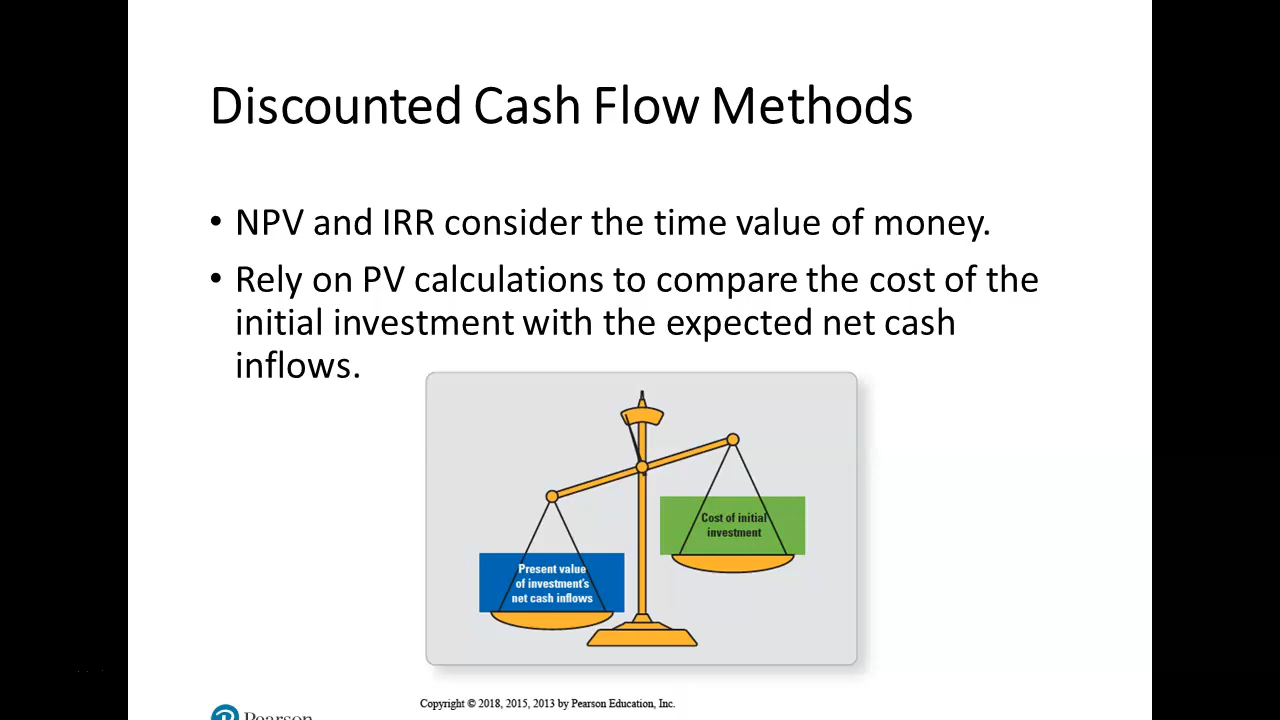 Discounted Cash Flow Methods
• NPV and IRR consider the time value of money.
• Rely on PV calculations to compare the cost of the
initial investment with the expected net cash
inflows.
Cost of initial
investment
Present value
of investment's
net cash inflows
Copyright © 2018, 2015, 2013 by Pearson Education, Inc.
Pearson